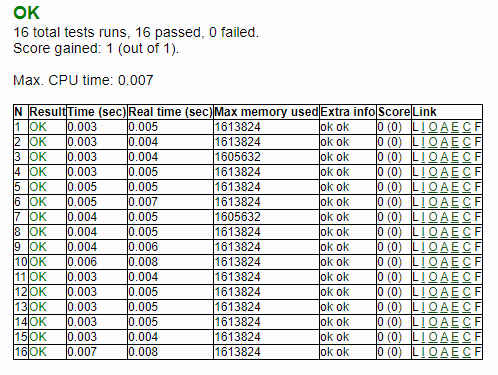 OK
16 total tests runs, 16 passed, 0 failed.
Score gained: 1 (out of 1).
Max. CPU time: 0.007
N Result Time (sec) Real time (sec) Max memory used Extra info Score Link
1 OK 0.003 0.005 1613824 ok ok 0 (0) L I O A E C F
2 OK 0.003 0.004 1613824 ok ok 0 (0) L I O A E C F
3 OK 0.003 0.004 1605632 ok ok 0 (0) L I O A E C F
4 OK 0.003 0.005 1613824 ok ok 0 (0) L I O A E C F
5 OK 0.005 0.005 1613824 ok ok 0 (0) L I O A E C F
6 OK 0.005 0.007 1613824 ok ok 0 (0) L I O A E C F
7 OK 0.004 0.005 1605632 ok ok 0 (0) L I O A E C F
8 OK 0.004 0.005 1613824 ok ok 0 (0) L I O A E C F
9 OK 0.004 0.006 1613824 ok ok 0 (0) L I O A E C F
10 OK 0.006 0.008 1613824 ok ok 0 (0) L I O A E C F
11 OK 0.003 0.004 1613824 ok ok 0 (0) L I O A E C F
12 OK 0.003 0.005 1613824 ok ok 0 (0) L I O A E C F
13 OK 0.003 0.005 1613824 ok ok 0 (0) L I O A E C F
14 OK 0.003 0.005 1613824 ok ok 0 (0) L I O A E C F
15 OK 0.003 0.004 1613824 ok ok 0 (0) L I O A E C F
16 OK 0.007 0.008 1613824 ok ok 0 (0) L I O A E C F